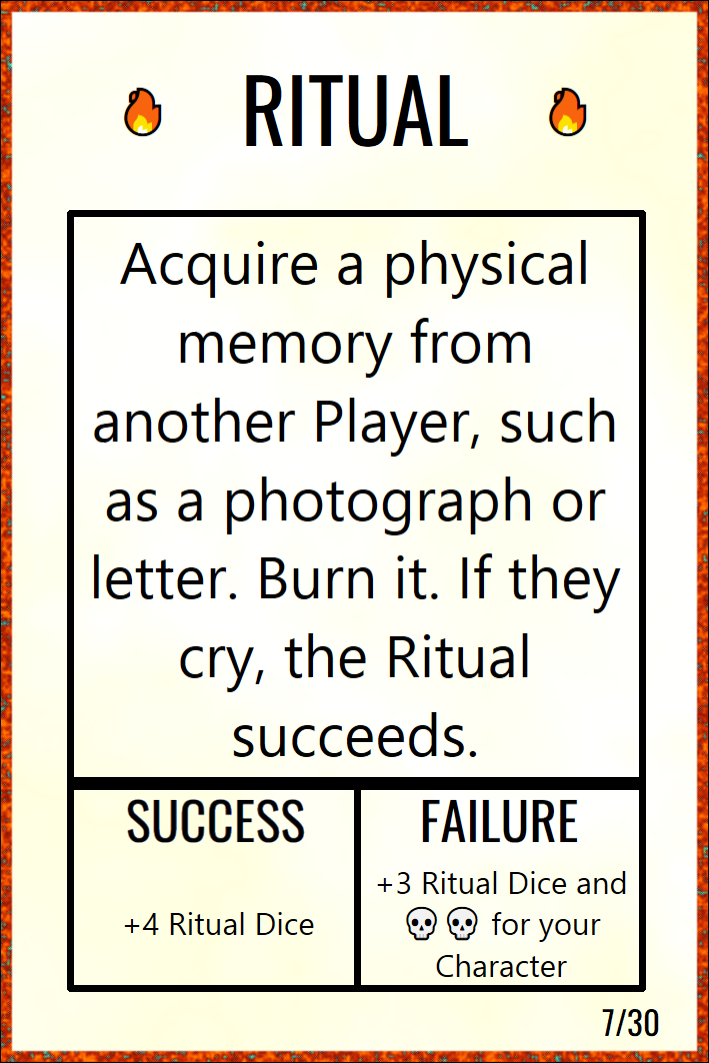 RITUAL
Acquire a physical
memory from
another Player, such
as a photograph or
letter. Burn it. If they
cry, the Ritual
succeeds.
SUCCESS
+4 Ritual Dice
FAILURE
+3 Ritual Dice and
💀💀 for your
Character
7/30